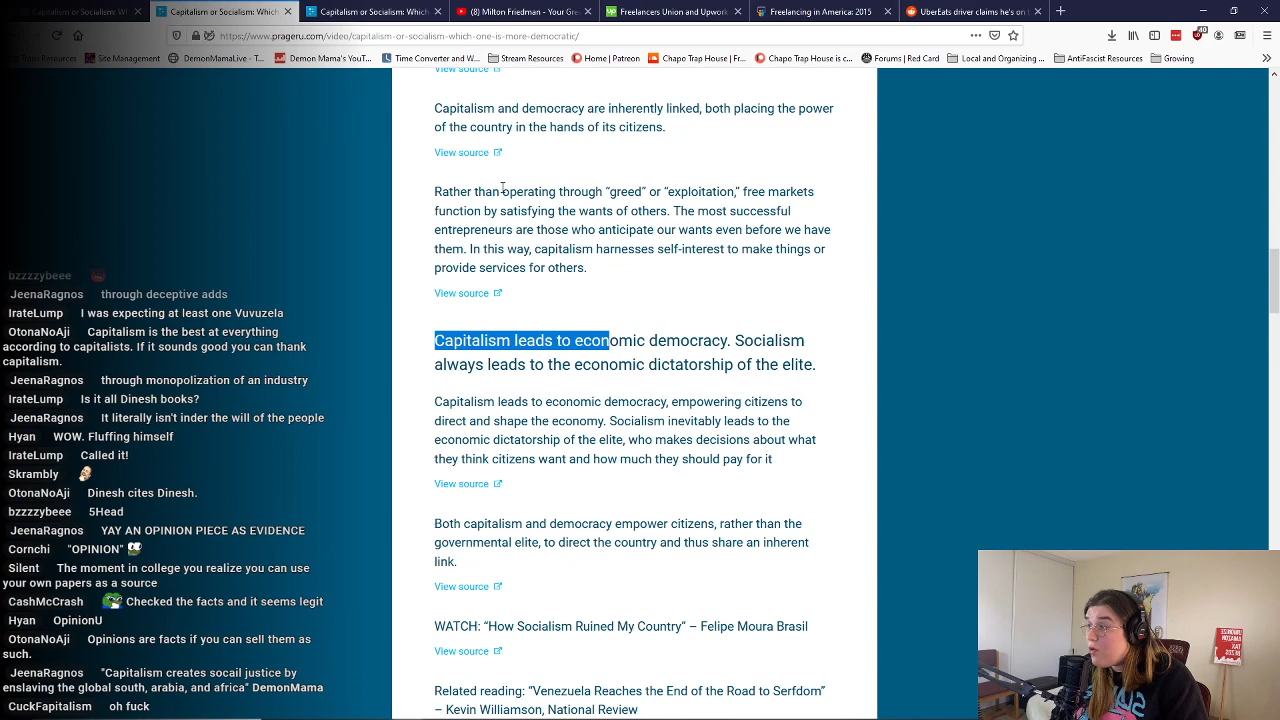 Capitalism or Socialism: Which
Capitalism or Socialism: Which
Capitalism or Socialism: Which
(8) Milton Friedman - Your Gre
Freelancers Union and Upwork
Freelancing in America: 2015
UberEats driver claims he's on t
https://www.prageru.com/video/capitalism-or-socialism-which-one-is-more-democratic/
40
Train Resources
Site Management
DemonMamaLive - T...
Demon Mama's YouT...
Time Converter and W...
Stream Resources
Home | Patreon
Chapo Trap House | Fr...
Chapo Trap House is c...
Forums | Red Card
Local and Organizing ...
AntiFascist Resources
Growing
View source
Capitalism and democracy are inherently linked, both placing the power
of the country in the hands of its citizens.
View source
Rather than operating through “greed” or “exploitation,” free markets
function by satisfying the wants of others. The most successful
entrepreneurs are those who anticipate our wants even before we have
them. In this way, capitalism harnesses self-interest to make things or
provide services for others.
View source
Capitalism leads to economic democracy. Socialism
always leads to the economic dictatorship of the elite.
Capitalism leads to economic democracy, empowering citizens to
direct and shape the economy. Socialism inevitably leads to the
economic dictatorship of the elite, who makes decisions about what
they think citizens want and how much they should pay for it
View source
Both capitalism and democracy empower citizens, rather than the
governmental elite, to direct the country and thus share an inherent
link.
View source
WATCH: “How Socialism Ruined My Country” – Felipe Moura Brasil
View source
Related reading: “Venezuela Reaches the End of the Road to Serfdom”
– Kevin Williamson, National Review
bzzzzybeee
JeenaRagnos through deceptive adds
IrateLump I was expecting at least one Vuvuzela
OtonaNoAji Capitalism is the best at everything
according to capitalists. If it sounds good you can thank
capitalism.
JeenaRagnos through monopolization of an industry
IrateLump Is it all Dinesh books?
JeenaRagnos It literally isn't inder the will of the people
Hyan WOW. Fluffing himself
IrateLump Called it!
Skrambly
OtonaNoAji Dinesh cites Dinesh.
bzzzzybeee 5Head
JeenaRagnos YAY AN OPINION PIECE AS EVIDENCE
Cornchi "OPINION"
Silent The moment in college you realize you can use
your own papers as a source
CashMcCrash Checked the facts and it seems legit
Hyan OpinionU
OtonaNoAji Opinions are facts if you can sell them as
such.
JeenaRagnos "Capitalism creates socail justice by
enslaving the global south, arabia, and africa" DemonMama
CuckFapitalism oh fuck